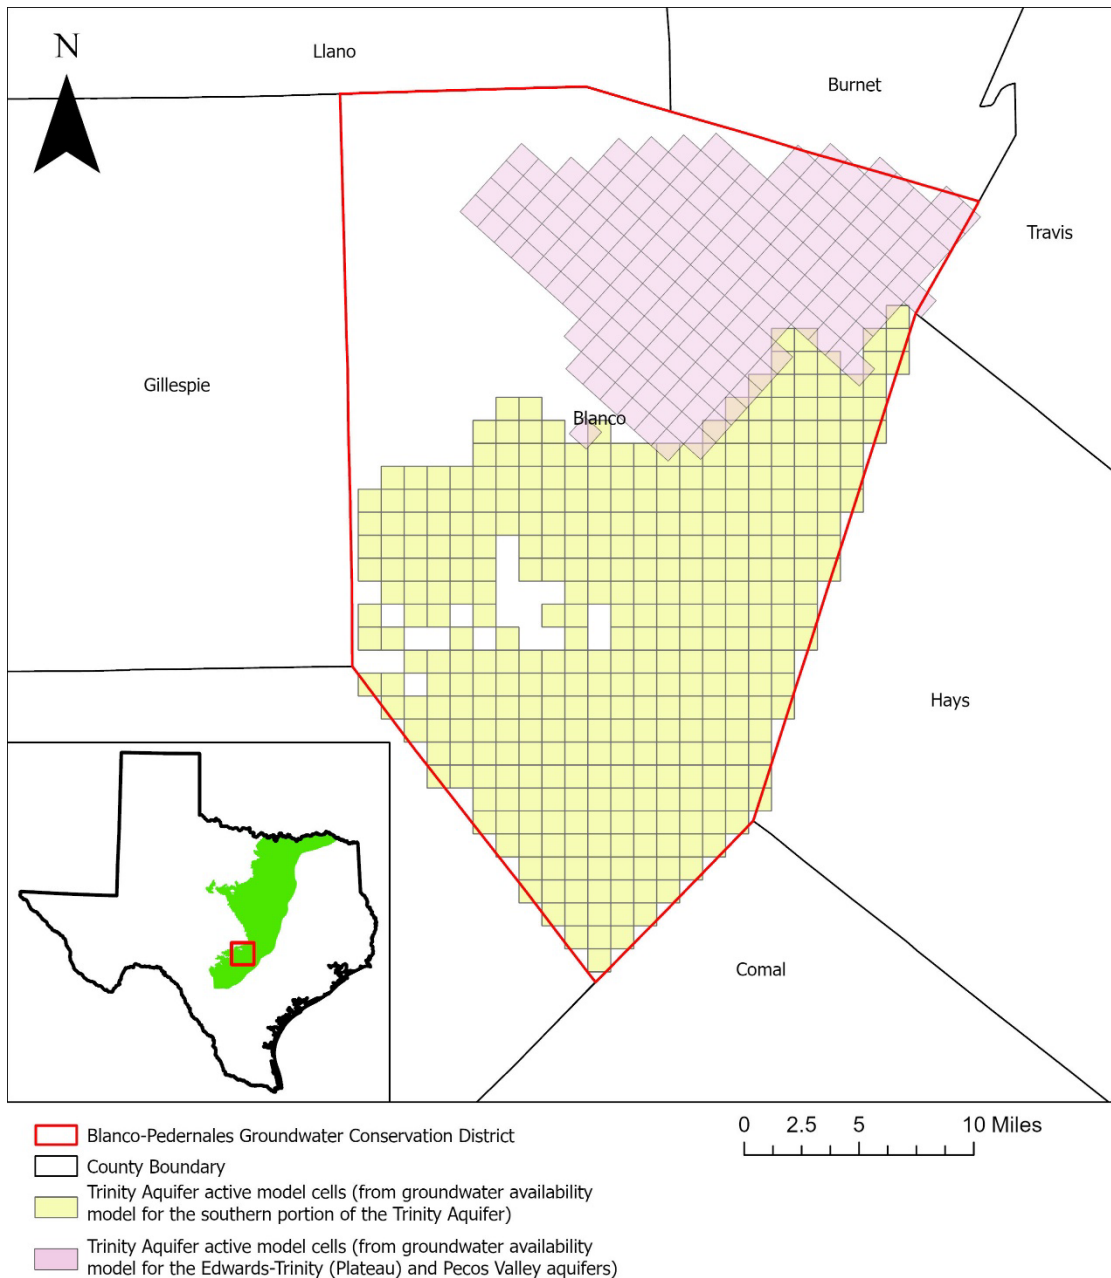 N
Llano
Burnet
Travis
Gillespie
Blanco
Hays
Comal
0 2.5 5 10 Miles
Blanco-Pedernales Groundwater Conservation District
County Boundary
Trinity Aquifer active model cells (from groundwater availability
model for the southern portion of the Trinity Aquifer)
Trinity Aquifer active model cells (from groundwater availability
model for the Edwards-Trinity (Plateau) and Pecos Valley aquifers)